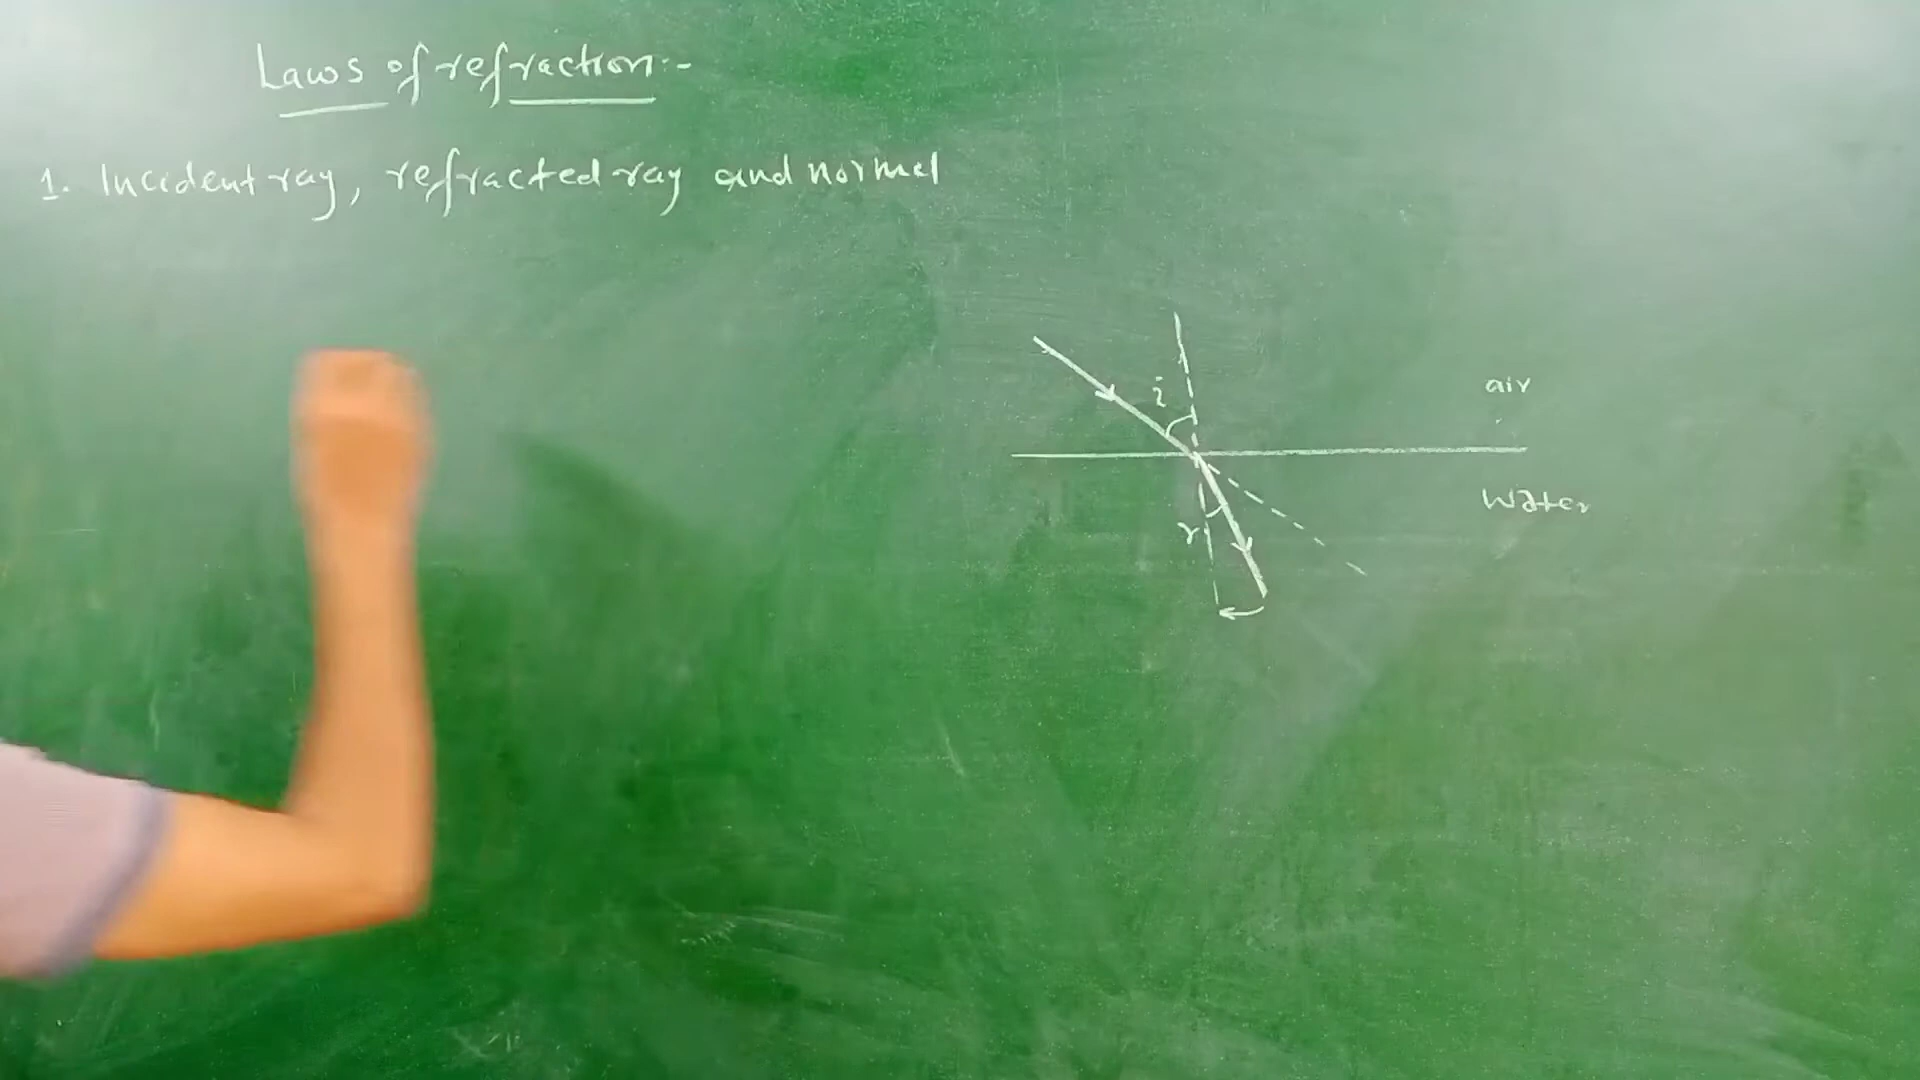 Laws of refraction:-
1. Incident ray, refracted ray and normal
i
air
water
r